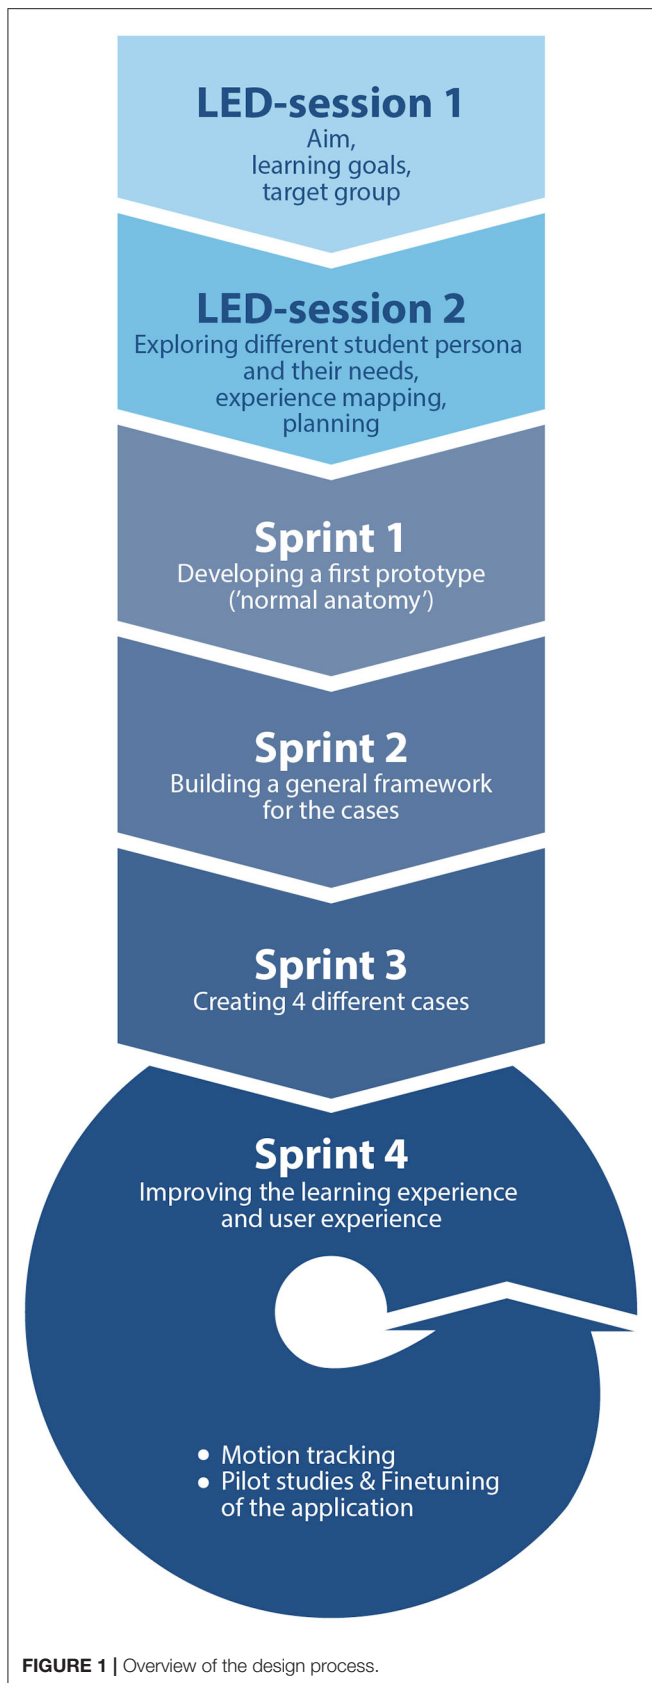 LED-session 1
Aim,
learning goals,
target group
LED-session 2
Exploring different student persona
and their needs,
experience mapping,
planning
Sprint 1
Developing a first prototype
(’normal anatomy’)
Sprint 2
Building a general framework
for the cases
Sprint 3
Creating 4 different cases
Sprint 4
Improving the learning experience
and user experience
• Motion tracking
• Pilot studies & Finetuning
of the application
FIGURE 1 | Overview of the design process.